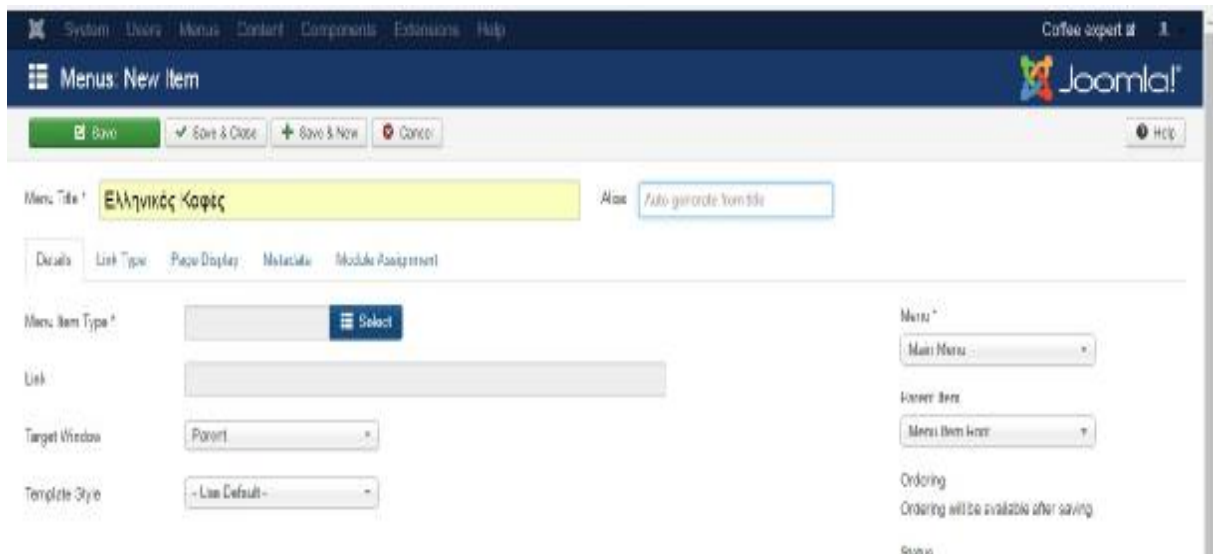 System Users Menus Content Components Extensions Help
Coffee expert
Menus: New Item
Joomla!
Save
Save & Close
Save & New
Cancel
Help
Menu Title *
Ελληνικός Καφές
Alias
Auto-generate from title
Details
Link Type
Page Display
Metadata
Module Assignment
Menu Item Type *
Select
Menu *
Main Menu
Link
Parent Item
Menu Item Root
Target Window
Parent
Template Style
- Use Default -
Ordering
Ordering will be available after saving
Status